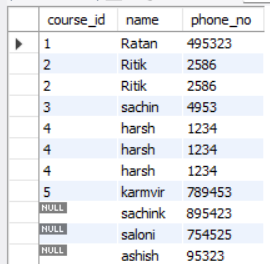 course_id name phone_no
1 Ratan 495323
2 Ritik 2586
2 Ritik 2586
3 sachin 4953
4 harsh 1234
4 harsh 1234
4 harsh 1234
5 karmvir 789453
NULL sachink 895423
NULL saloni 754525
NULL ashish 95323